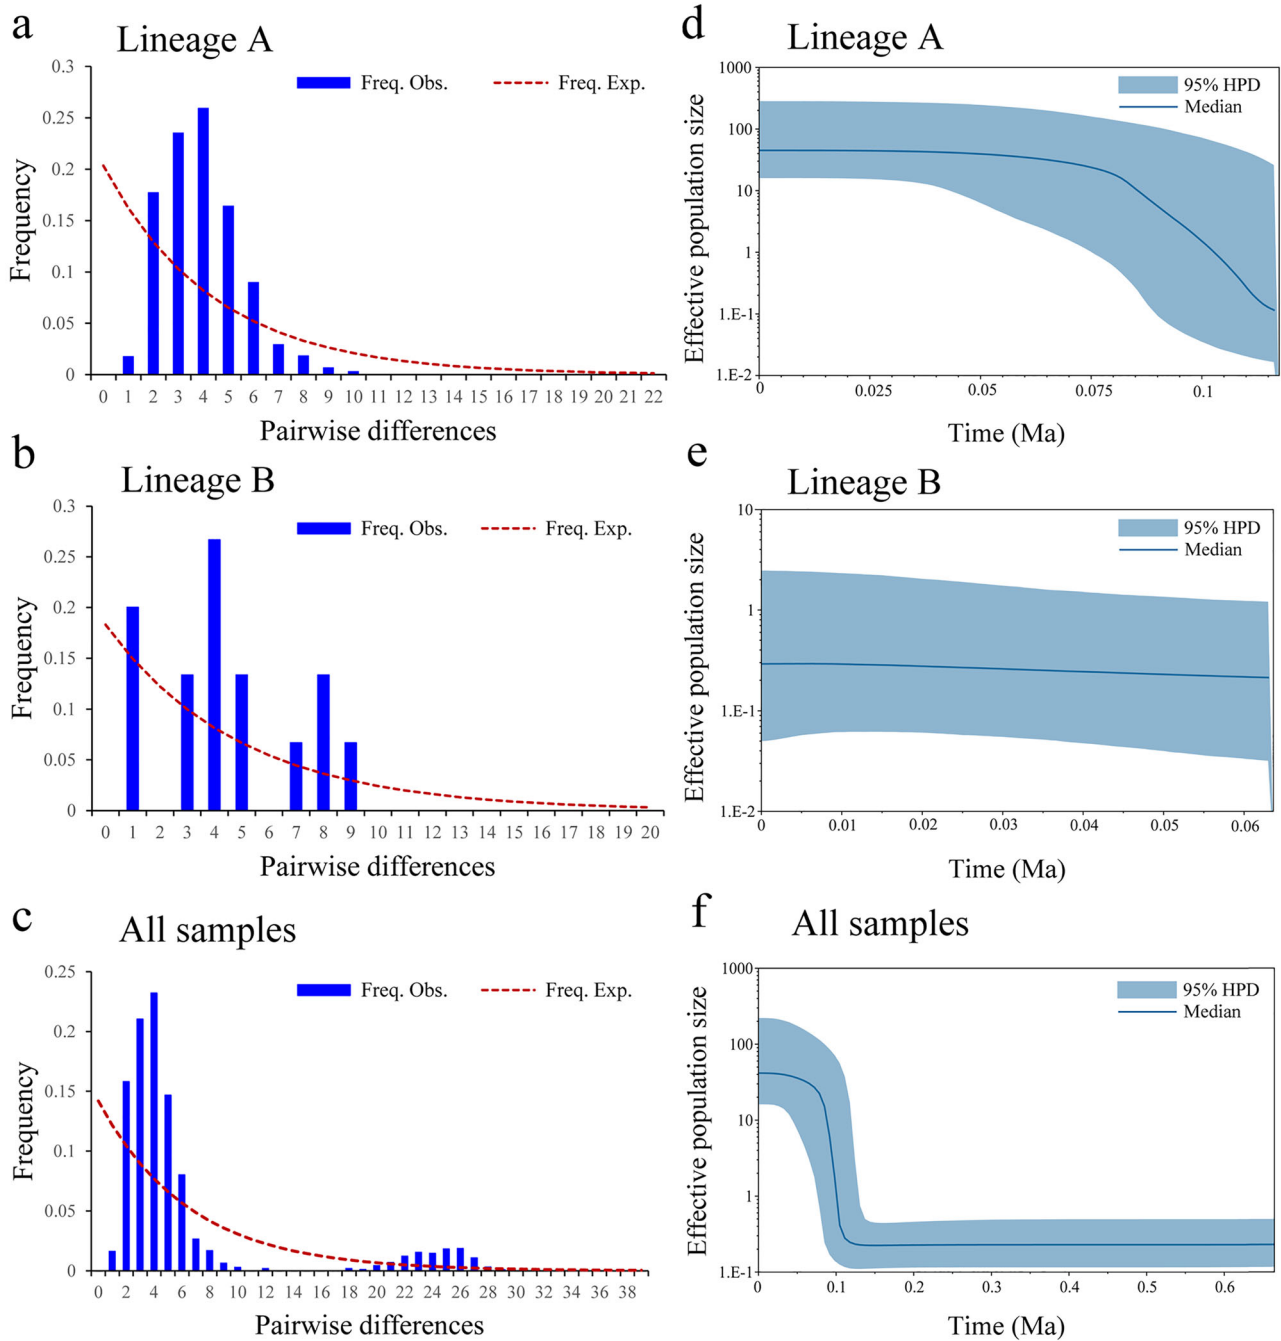 a
Lineage A
0.3
0.25
0.2
0.15
0.1
0.05
0
Frequency
Freq. Obs.
Freq. Exp.
0 1 2 3 4 5 6 7 8 9 10 11 12 13 14 15 16 17 18 19 20 21 22
Pairwise differences
b
Lineage B
0.3
0.25
0.2
0.15
0.1
0.05
0
Frequency
Freq. Obs.
Freq. Exp.
0 1 2 3 4 5 6 7 8 9 10 11 12 13 14 15 16 17 18 19 20
Pairwise differences
c
All samples
0.25
0.2
0.15
0.1
0.05
0
Frequency
Freq. Obs.
Freq. Exp.
0 2 4 6 8 10 12 14 16 18 20 22 24 26 28 30 32 34 36 38
Pairwise differences
d
Lineage A
1000
100
10
1
1.E-1
1.E-2
Effective population size
95% HPD
Median
0 0.025 0.05 0.075 0.1
Time (Ma)
e
Lineage B
10
1
1.E-1
1.E-2
Effective population size
95% HPD
Median
0 0.01 0.02 0.03 0.04 0.05 0.06
Time (Ma)
f
All samples
1000
100
10
1
1.E-1
Effective population size
95% HPD
Median
0 0.1 0.2 0.3 0.4 0.5
Time (Ma)